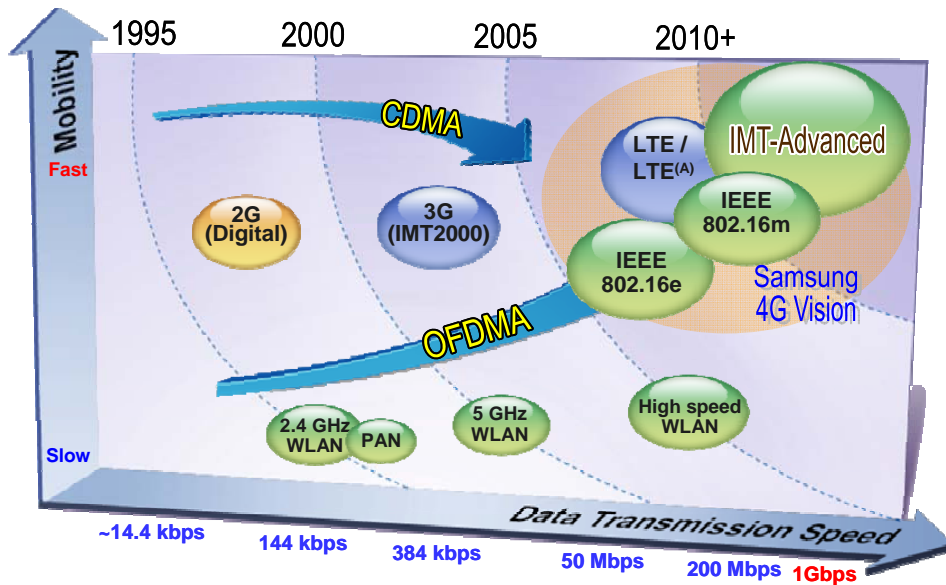 1995 2000 2005 2010+
Mobility
Fast
Slow
CDMA
OFDMA
2G
(Digital)
3G
(IMT2000)
LTE /
LTE(A)
IMT-Advanced
IEEE
802.16m
IEEE
802.16e
Samsung
4G Vision
2.4 GHz
WLAN
PAN
5 GHz
WLAN
High speed
WLAN
Data Transmission Speed
~14.4 kbps 144 kbps 384 kbps 50 Mbps 200 Mbps 1Gbps